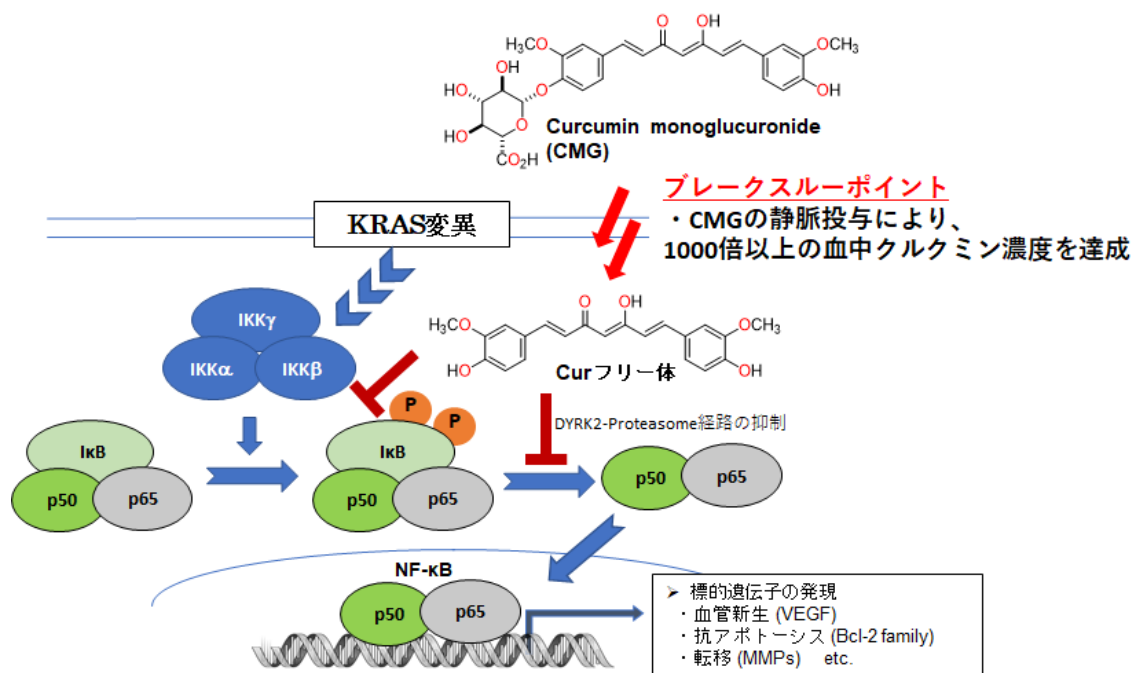 O
OH
H₃CO
OCH₃
OH
HO
O
OH
HO
O
HO
CO₂H
Curcumin monoglucuronide
(CMG)
ブレークスルーポイント
・CMGの静脈投与により、
1000倍以上の血中クルクミン濃度を達成
KRAS変異
O
OH
H₃CO
OCH₃
HO
OH
Curフリー体
IKKγ
IKKα
IKKβ
P
P
DYRK2-Proteasome経路の抑制
IκB
p50
p65
IκB
p50
p65
p50
p65
NF-κB
p50
p65
➢ 標的遺伝子の発現
・血管新生 (VEGF)
・抗アポトーシス (Bcl-2 family)
・転移 (MMPs) etc.